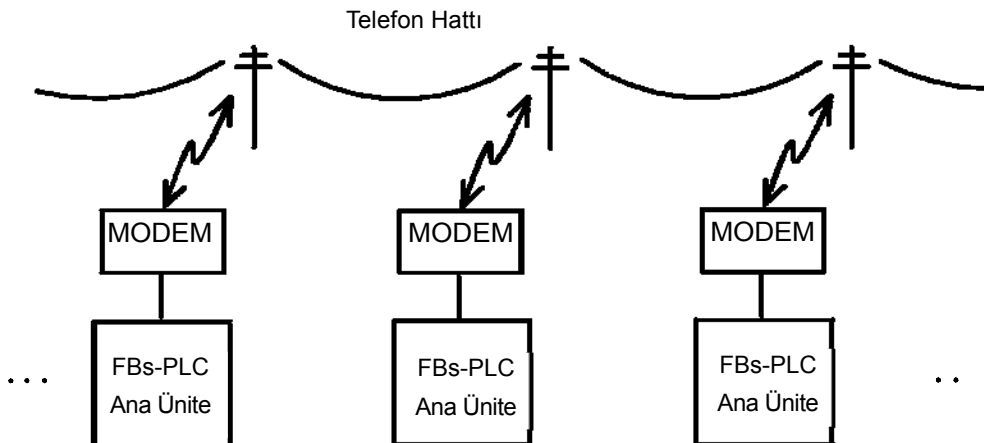 Telefon Hattı
MODEM MODEM MODEM
FBs-PLC FBs-PLC FBs-PLC
Ana Ünite Ana Ünite Ana Ünite